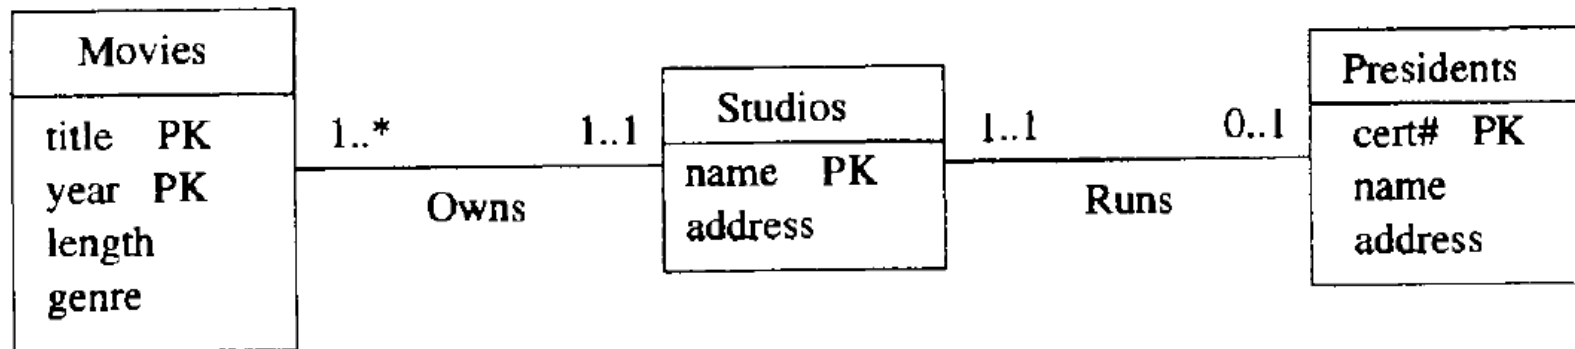 Movies
title PK
year PK
length
genre
1..*
1..1
Owns
Studios
name PK
address
1..1
0..1
Runs
Presidents
cert# PK
name
address